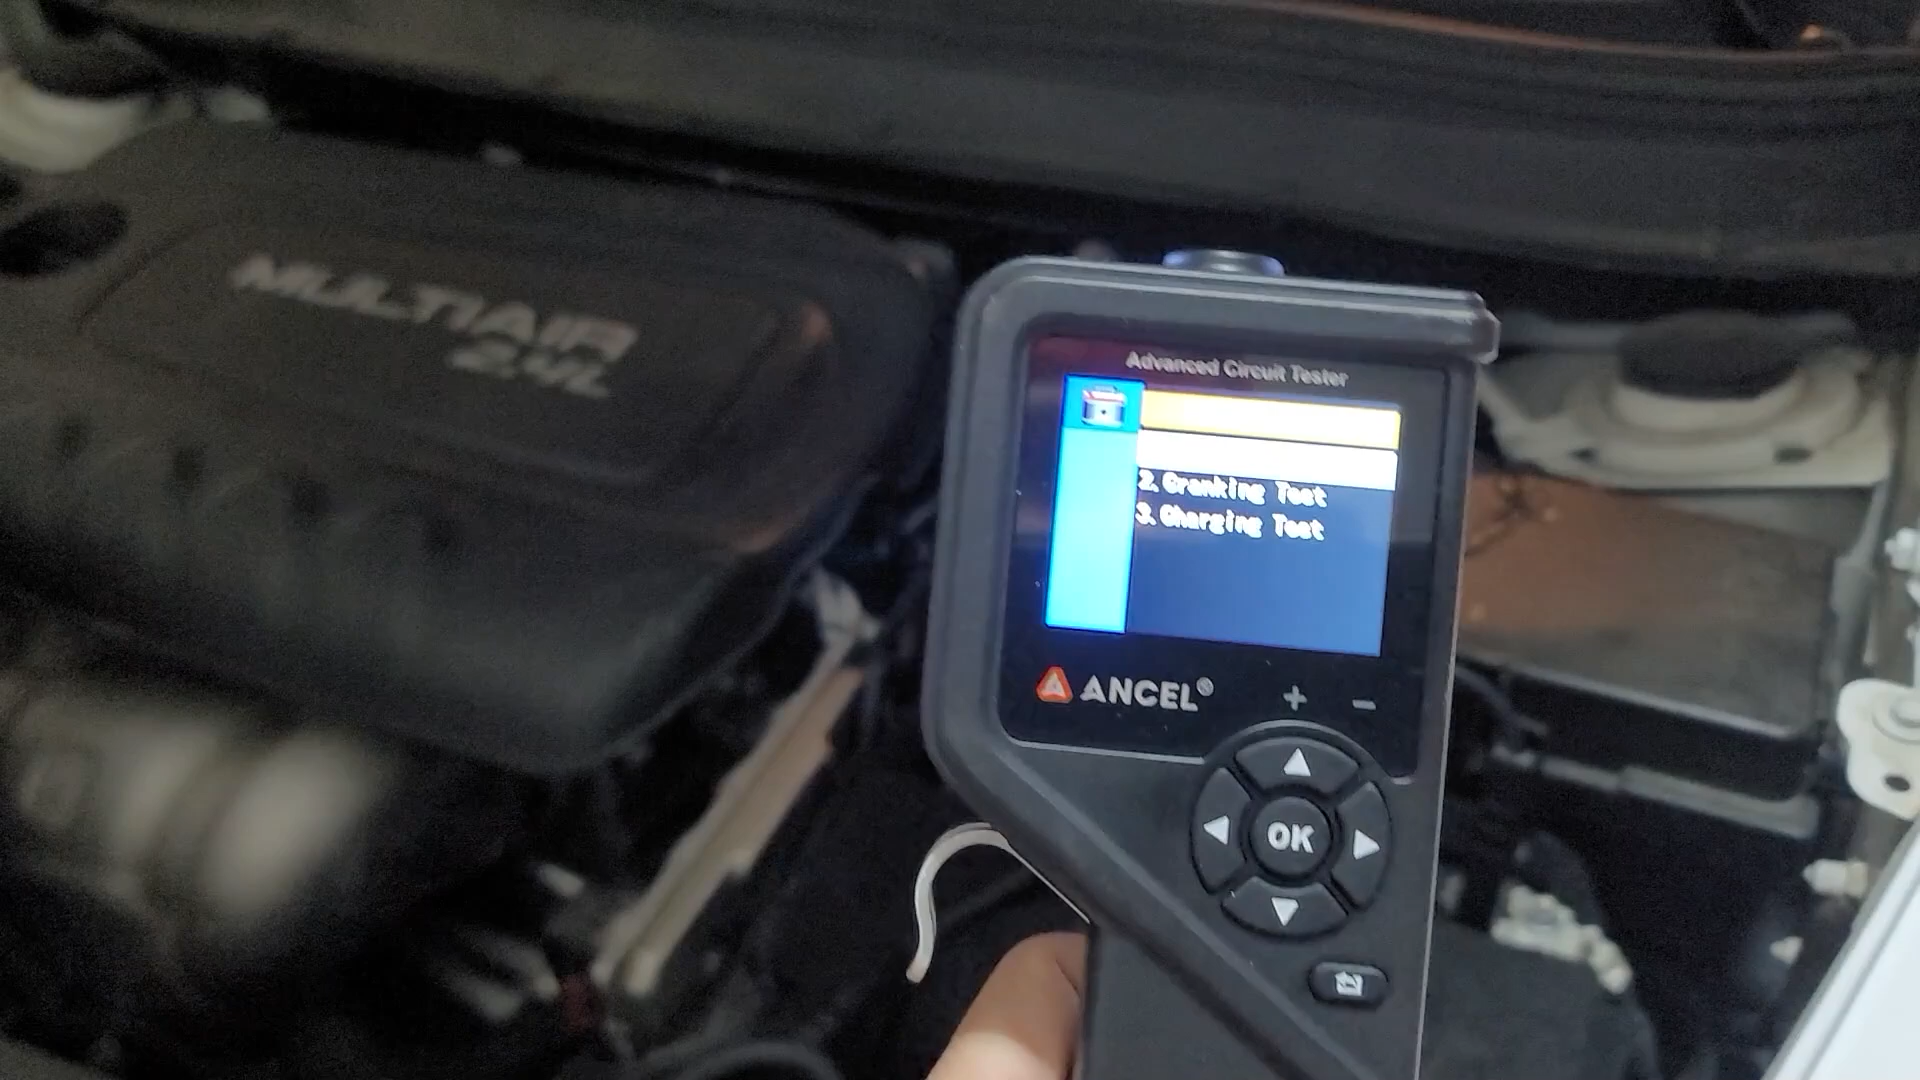 MULTIAIR
2.4L
Advanced Circuit Tester
2. Cranking Test
3. Charging Test
ANCEL®
+ −
OK